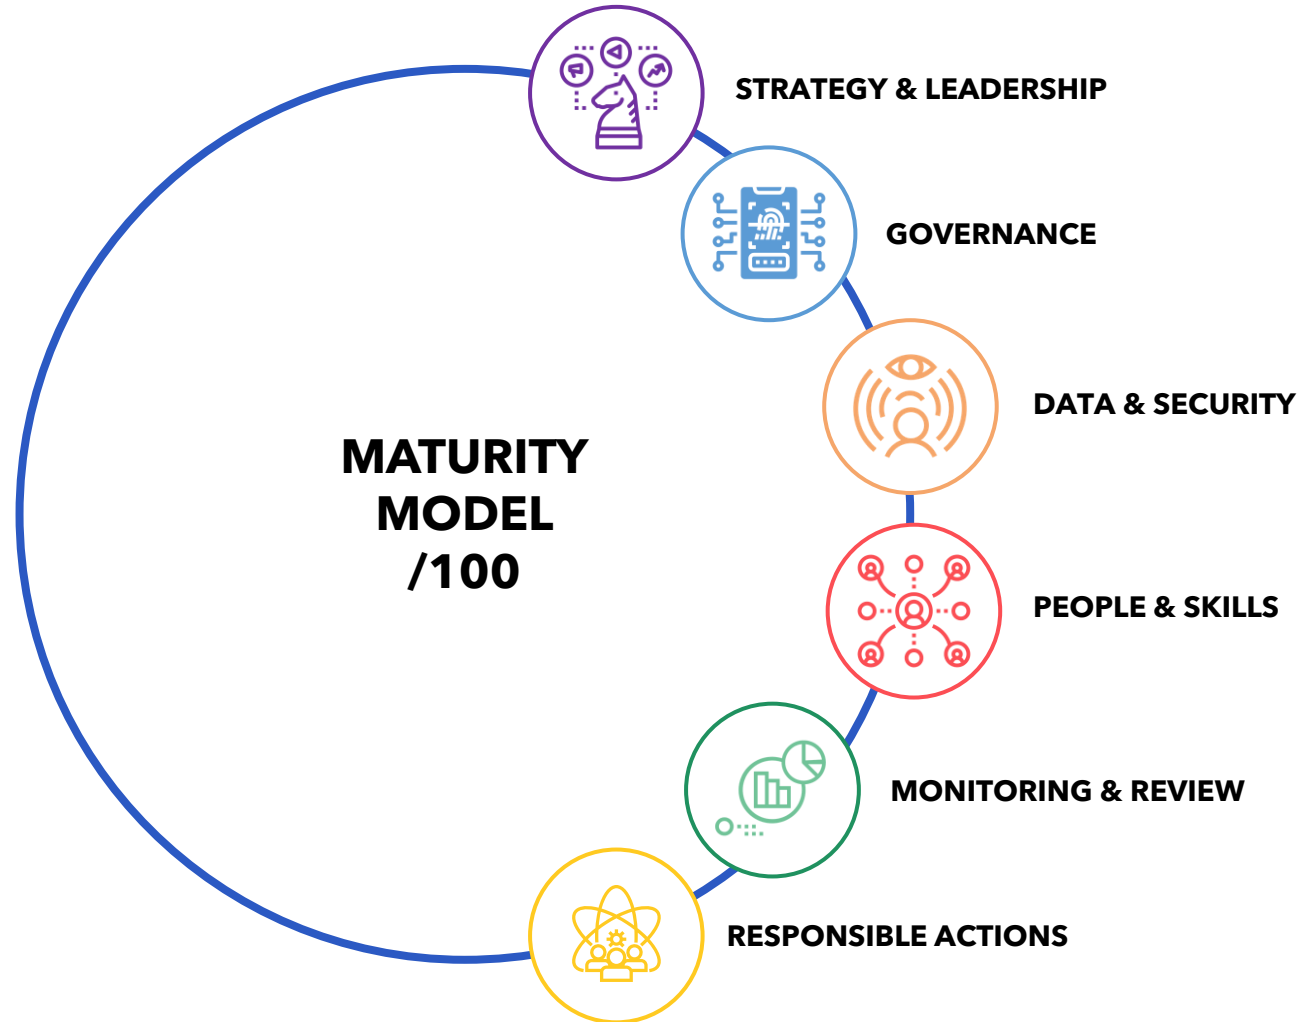 STRATEGY & LEADERSHIP
GOVERNANCE
DATA & SECURITY
MATURITY
MODEL
/100
PEOPLE & SKILLS
MONITORING & REVIEW
RESPONSIBLE ACTIONS